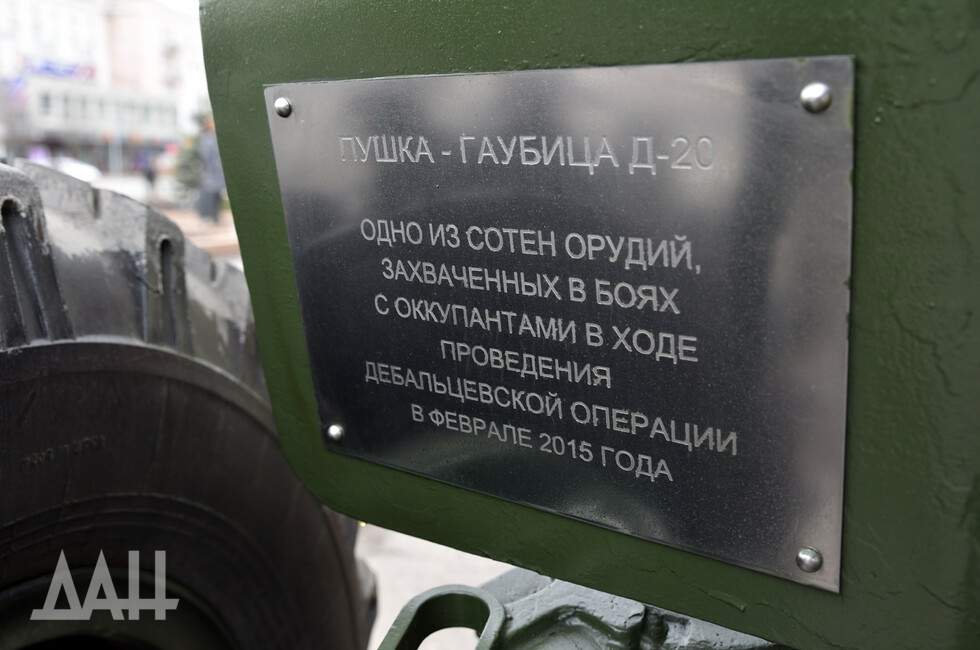 ПУШКА - ГАУБИЦА Д-20
ОДНО ИЗ СОТЕН ОРУДИЙ,
ЗАХВАЧЕННЫХ В БОЯХ
С ОККУПАНТАМИ В ХОДЕ
ПРОВЕДЕНИЯ
ДЕБАЛЬЦЕВСКОЙ ОПЕРАЦИИ
В ФЕВРАЛЕ 2015 ГОДА
ДАН